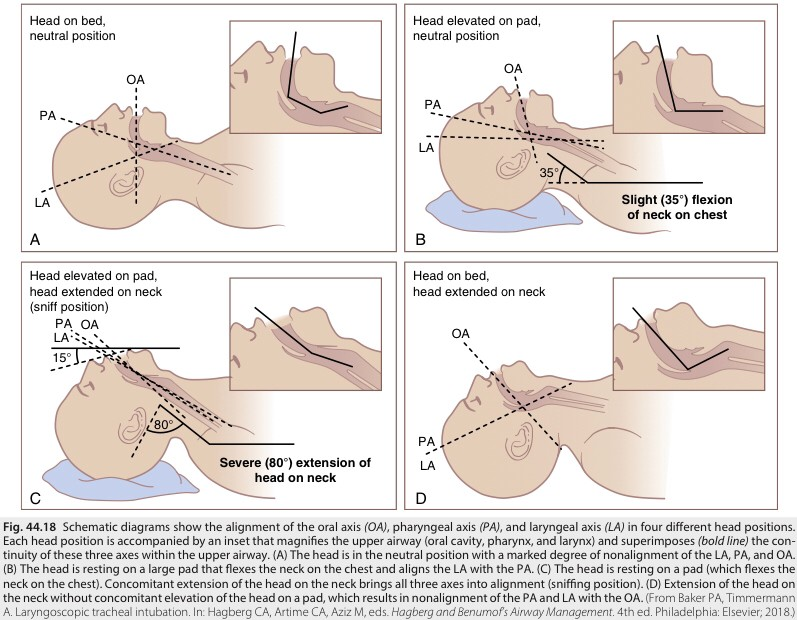 Head on bed,
neutral position
OA
PA
LA
A
Head elevated on pad,
neutral position
OA
PA
LA
35°
Slight (35°) flexion
of neck on chest
B
Head elevated on pad,
head extended on neck
(sniff position)
PA OA
LA
15°
80°
Severe (80°) extension of
head on neck
C
Head on bed,
head extended on neck
OA
PA
LA
D
Fig. 44.18 Schematic diagrams show the alignment of the oral axis (OA), pharyngeal axis (PA), and laryngeal axis (LA) in four different head positions.
Each head position is accompanied by an inset that magnifies the upper airway (oral cavity, pharynx, and larynx) and superimposes (bold line) the con-
tinuity of these three axes within the upper airway. (A) The head is in the neutral position with a marked degree of nonalignment of the LA, PA, and OA.
(B) The head is resting on a large pad that flexes the neck on the chest and aligns the LA with the PA. (C) The head is resting on a pad (which flexes the
neck on the chest). Concomitant extension of the head on the neck brings all three axes into alignment (sniffing position). (D) Extension of the head on
the neck without concomitant elevation of the head on a pad, which results in nonalignment of the PA and LA with the OA. (From Baker PA, Timmermann
A. Laryngoscopic tracheal intubation. In: Hagberg CA, Artime CA, Aziz M, eds. Hagberg and Benumof's Airway Management. 4th ed. Philadelphia: Elsevier; 2018.)